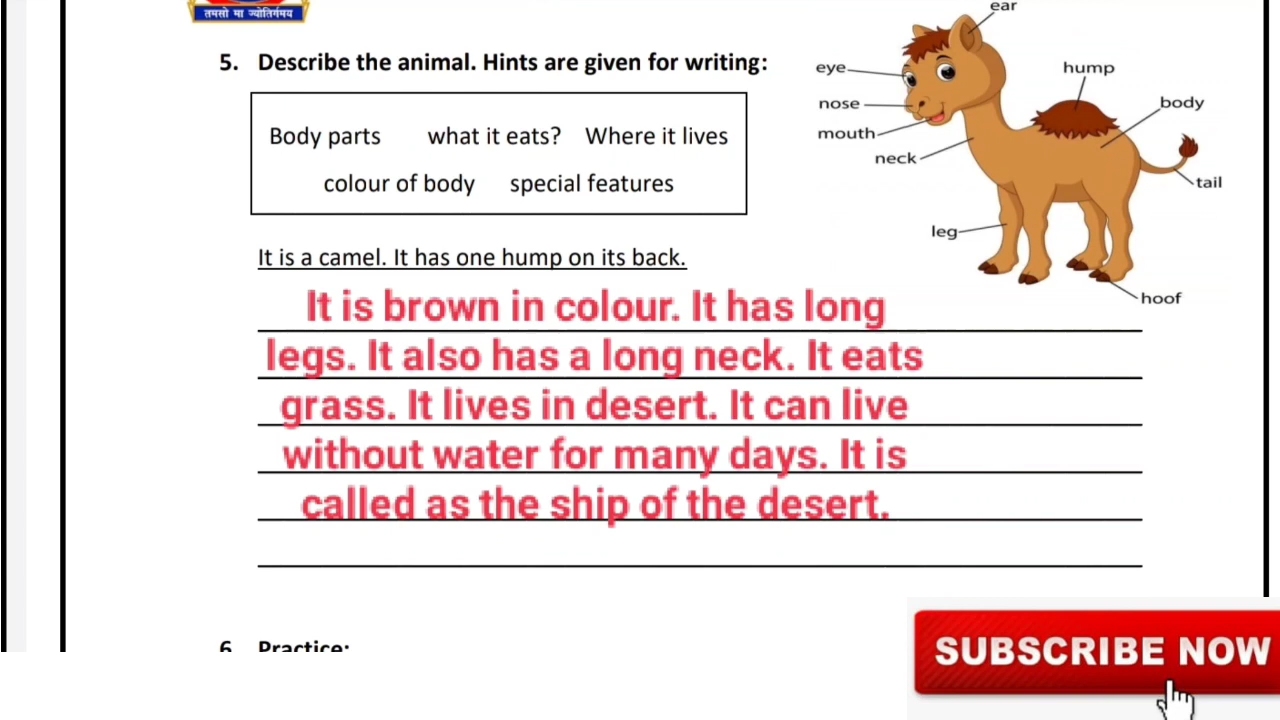 तमसो मा ज्योतिर्गमय
ear
5. Describe the animal. Hints are given for writing:
eye
hump
nose
body
mouth
Body parts what it eats? Where it lives
neck
tail
colour of body special features
leg
It is a camel. It has one hump on its back.
hoof
It is brown in colour. It has long
legs. It also has a long neck. It eats
grass. It lives in desert. It can live
without water for many days. It is
called as the ship of the desert.
6 Practice:
SUBSCRIBE NOW